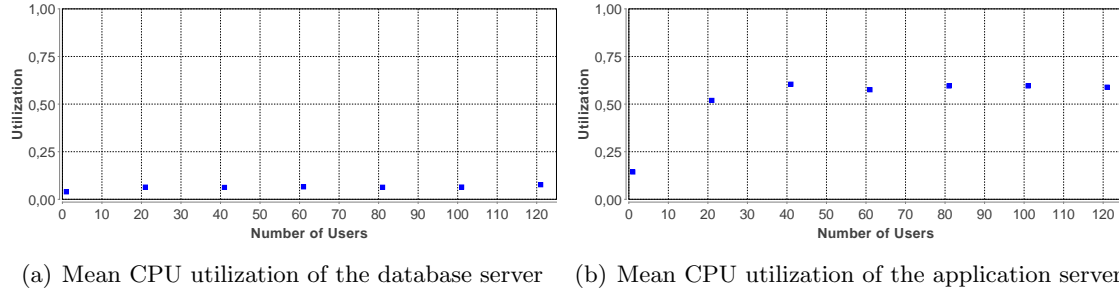 1,00
0,75
0,50
0,25
0,00
Utilization
0 10 20 30 40 50 60 70 80 90 100 110 120
Number of Users
(a) Mean CPU utilization of the database server
1,00
0,75
0,50
0,25
0,00
Utilization
0 10 20 30 40 50 60 70 80 90 100 110 120
Number of Users
(b) Mean CPU utilization of the application server